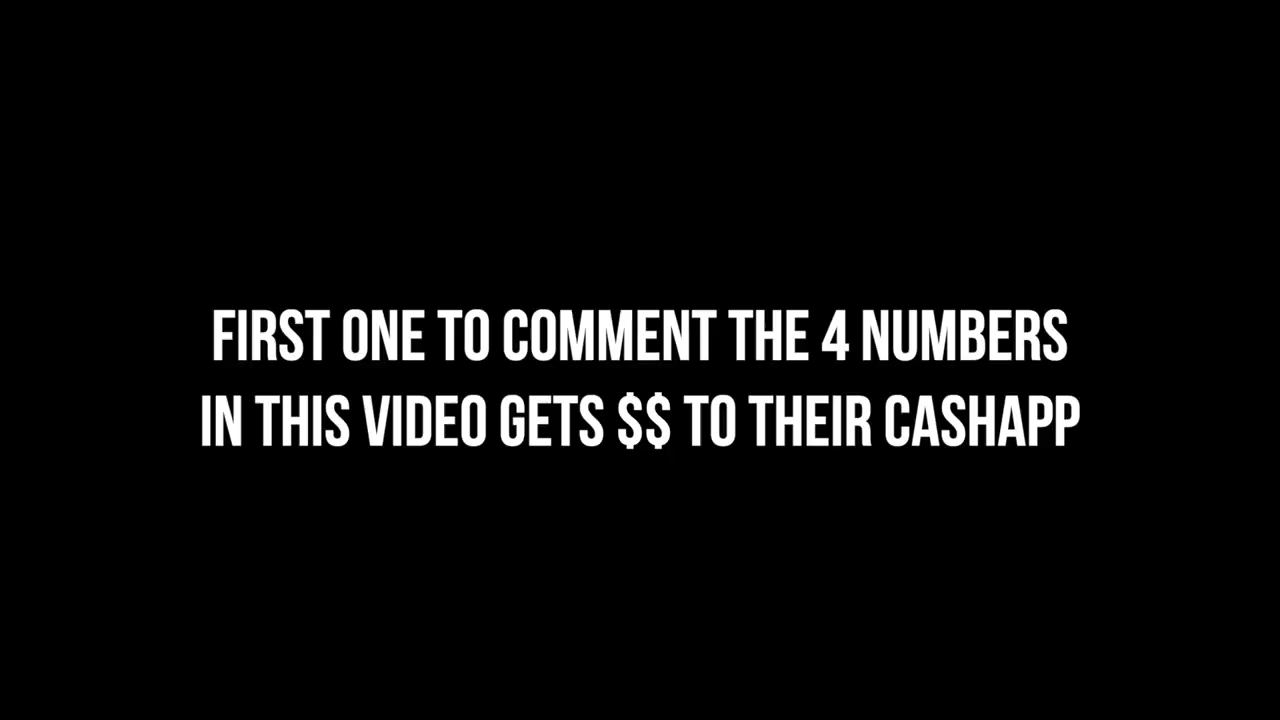 FIRST ONE TO COMMENT THE 4 NUMBERS
IN THIS VIDEO GETS $$ TO THEIR CASHAPP